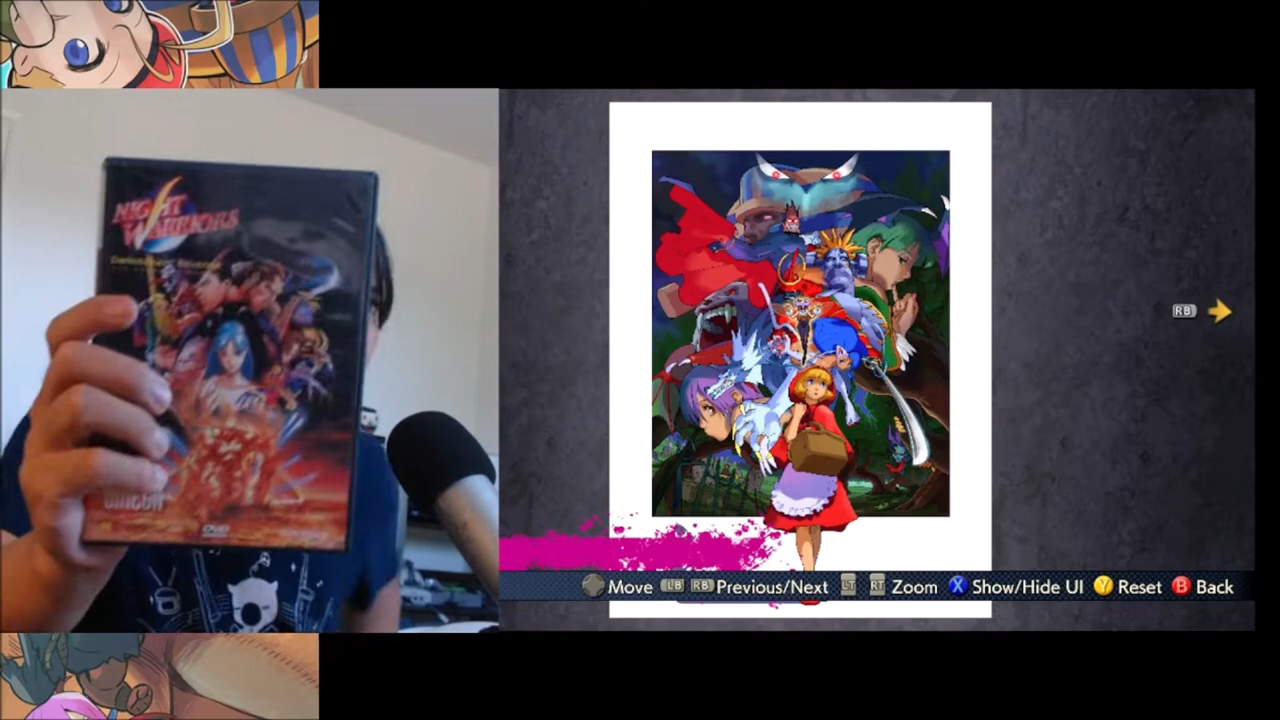 NIGHT
WARRIORS
DVD
RB
Move LB RB Previous/Next LT RT Zoom X Show/Hide UI Y Reset B Back